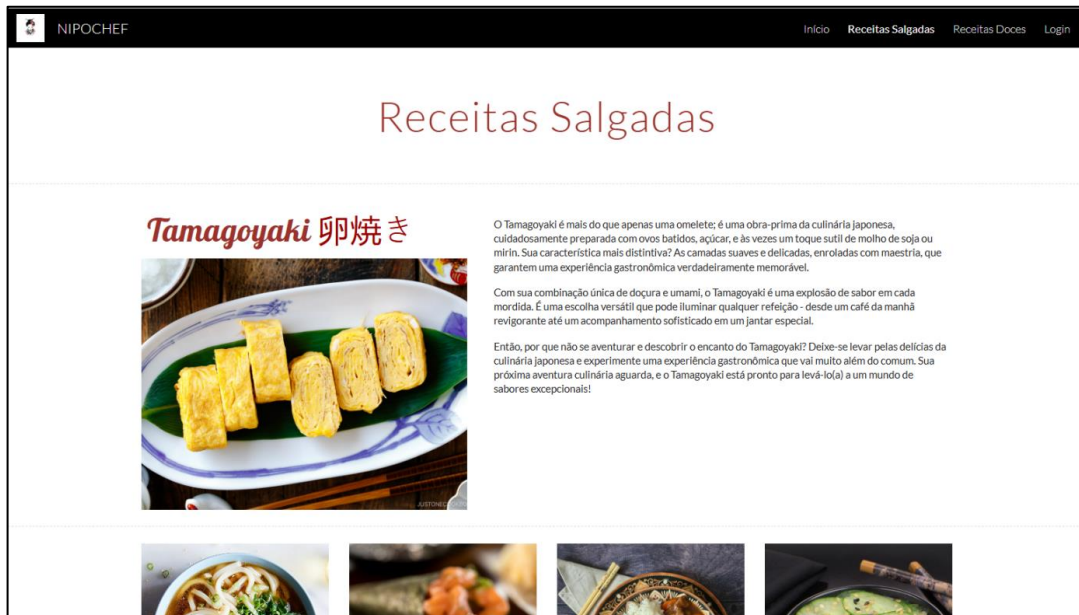 NIPOCHEF
Início Receitas Salgadas Receitas Doces Login
Receitas Salgadas
Tamagoyaki 卵焼き
O Tamagoyaki é mais do que apenas uma omelete; é uma obra-prima da culinária japonesa,
cuidadosamente preparada com ovos batidos, açúcar, e às vezes um toque sutil de molho de soja ou
mirin. Sua característica mais distintiva? As camadas suaves e delicadas, enroladas com maestria, que
garantem uma experiência gastronômica verdadeiramente memorável.
Com sua combinação única de doçura e umami, o Tamagoyaki é uma explosão de sabor em cada
mordida. É uma escolha versátil que pode iluminar qualquer refeição - desde um café da manhã
revigorante até um acompanhamento sofisticado em um jantar especial.
Então, por que não se aventurar e descobrir o encanto do Tamagoyaki? Deixe-se levar pelas delícias da
culinária japonesa e experimente uma experiência gastronômica que vai muito além do comum. Sua
próxima aventura culinária aguarda, e o Tamagoyaki está pronto para levá-lo(a) a um mundo de
sabores excepcionais!